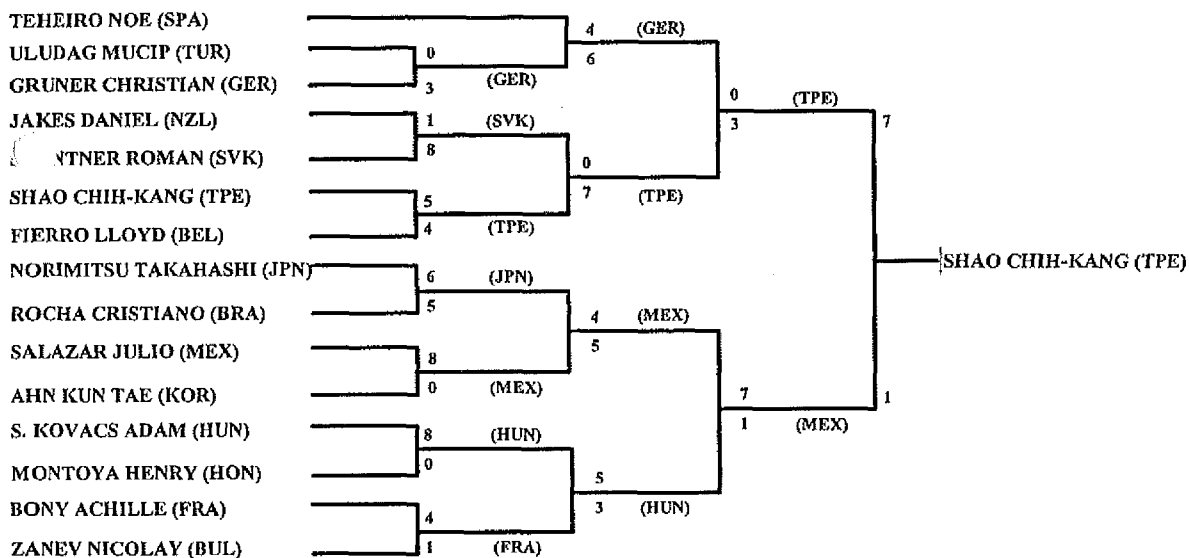 TEHEIRO NOE (SPA)
4 (GER)
ULUDAG MUCIP (TUR)
0
6
(GER)
GRUNER CHRISTIAN (GER)
3
0 (TPE)
JAKES DANIEL (NZL)
1 (SVK)
3
7
NTNER ROMAN (SVK)
8
0
SHAO CHIH-KANG (TPE)
5
7 (TPE)
FIERRO LLOYD (BEL)
4 (TPE)
NORIMITSU TAKAHASHI (JPN)
6 (JPN)
SHAO CHIH-KANG (TPE)
ROCHA CRISTIANO (BRA)
5
4 (MEX)
SALAZAR JULIO (MEX)
8
5
AHN KUN TAE (KOR)
0 (MEX)
7
1
S. KOVACS ADAM (HUN)
8 (HUN)
1 (MEX)
MONTOYA HENRY (HON)
0
5
BONY ACHILLE (FRA)
4
3 (HUN)
ZANEV NICOLAY (BUL)
1 (FRA)